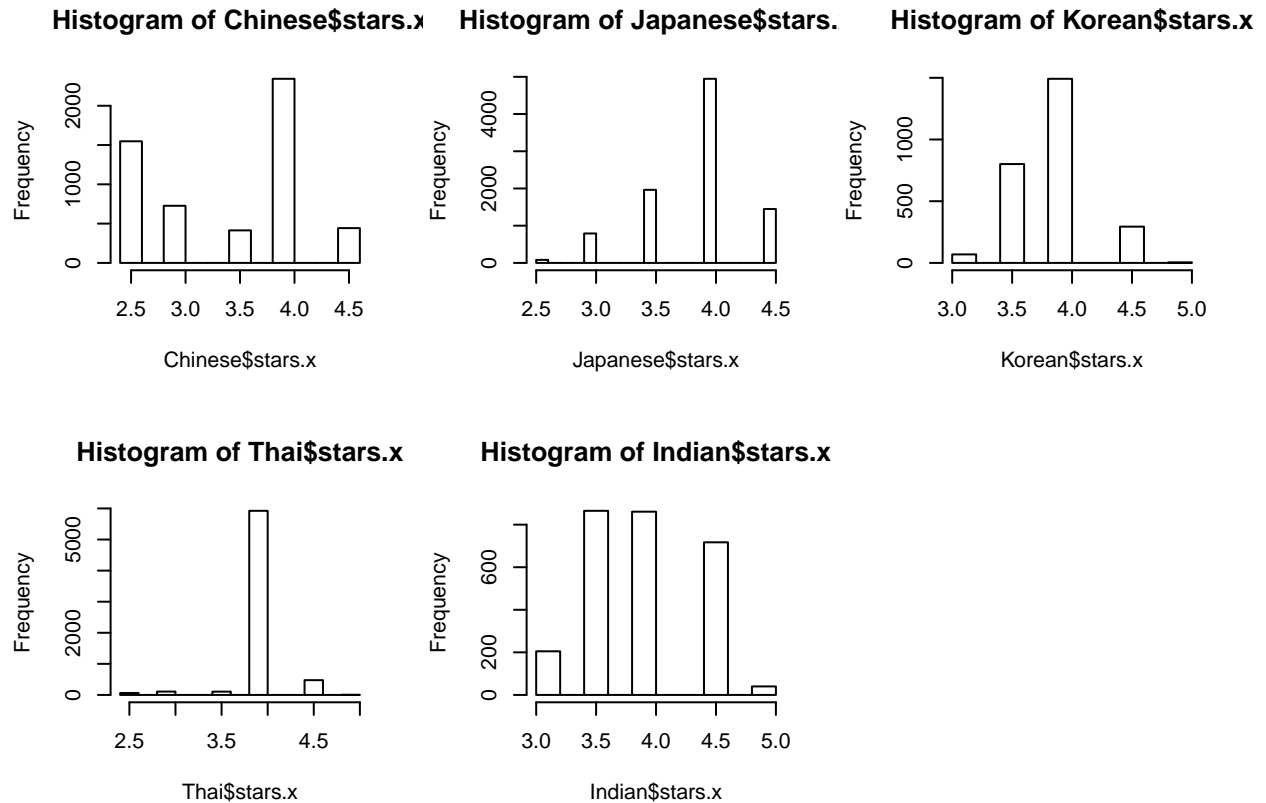 Histogram of Chinese$stars.x
Frequency
2000
1000
0
2.5 3.0 3.5 4.0 4.5
Chinese$stars.x
Histogram of Japanese$stars.
Frequency
4000
2000
0
2.5 3.0 3.5 4.0 4.5
Japanese$stars.x
Histogram of Korean$stars.x
Frequency
1000
500
0
3.0 3.5 4.0 4.5 5.0
Korean$stars.x
Histogram of Thai$stars.x
Frequency
5000
2000
0
2.5 3.5 4.5
Thai$stars.x
Histogram of Indian$stars.x
Frequency
600
200
0
3.0 3.5 4.0 4.5 5.0
Indian$stars.x